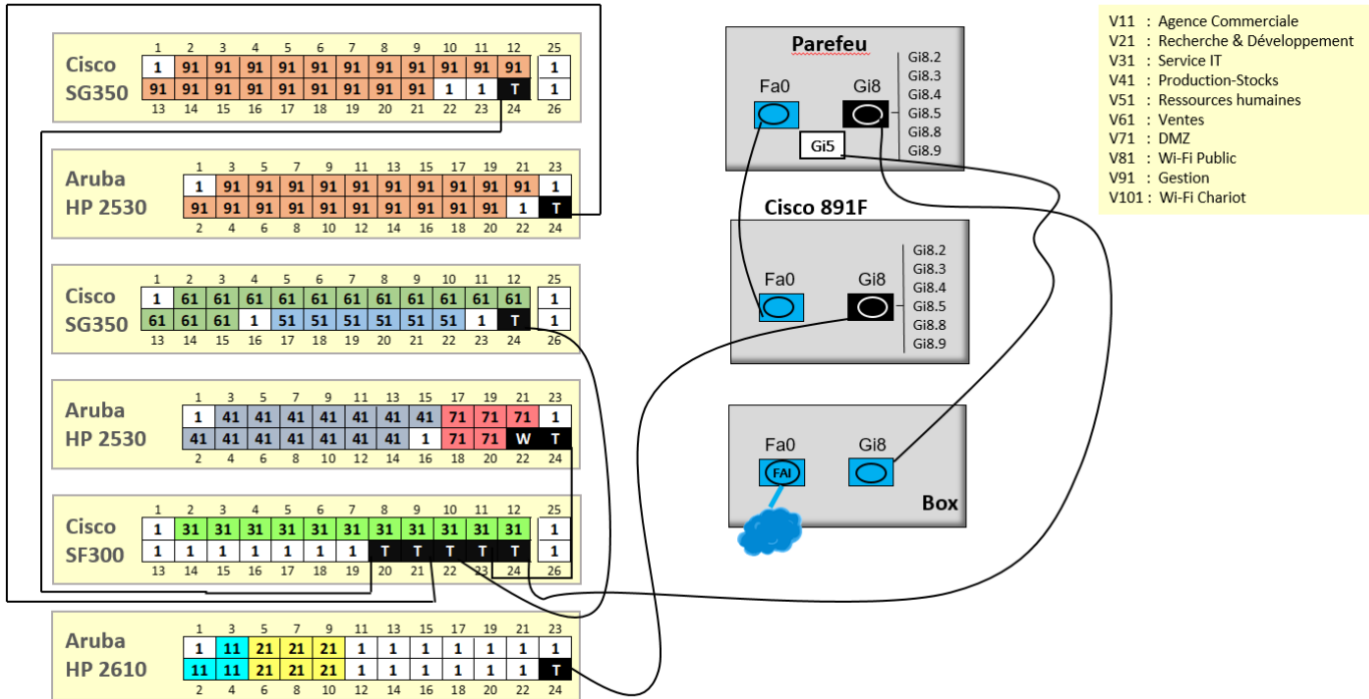 1 2 3 4 5 6 7 8 9 10 11 12 25
Cisco
SG350
1 91 91 91 91 91 91 91 91 91 91 91 1
91 91 91 91 91 91 91 91 91 1 1 T 1
13 14 15 16 17 18 19 20 21 22 23 24 26
1 3 5 7 9 11 13 15 17 19 21 23
Aruba
HP 2530
1 91 91 91 91 91 91 91 91 91 91 1
91 91 91 91 91 91 91 91 91 91 1 T
2 4 6 8 10 12 14 16 18 20 22 24
1 2 3 4 5 6 7 8 9 10 11 12 25
Cisco
SG350
1 61 61 61 61 61 61 61 61 61 61 61 1
61 61 61 1 51 51 51 51 51 51 1 T 1
13 14 15 16 17 18 19 20 21 22 23 24 26
1 3 5 7 9 11 13 15 17 19 21 23
Aruba
HP 2530
1 41 41 41 41 41 41 41 71 71 71 1
41 41 41 41 41 41 41 1 71 71 W T
2 4 6 8 10 12 14 16 18 20 22 24
1 2 3 4 5 6 7 8 9 10 11 12 25
Cisco
SF300
1 31 31 31 31 31 31 31 31 31 31 31 1
1 1 1 1 1 1 1 T T T T T 1
13 14 15 16 17 18 19 20 21 22 23 24 26
1 3 5 7 9 11 13 15 17 19 21 23
Aruba
HP 2610
1 11 21 21 21 1 1 1 1 1 1 1
11 11 21 21 21 1 1 1 1 1 1 T
2 4 6 8 10 12 14 16 18 20 22 24
Parefeu
Fa0 Gi8
Gi5
Gi8.2
Gi8.3
Gi8.4
Gi8.5
Gi8.8
Gi8.9
Cisco 891F
Fa0 Gi8
Gi8.2
Gi8.3
Gi8.4
Gi8.5
Gi8.8
Gi8.9
Fa0 Gi8
FAI
Box
V11 : Agence Commerciale
V21 : Recherche & Développement
V31 : Service IT
V41 : Production-Stocks
V51 : Ressources humaines
V61 : Ventes
V71 : DMZ
V81 : Wi-Fi Public
V91 : Gestion
V101 : Wi-Fi Chariot